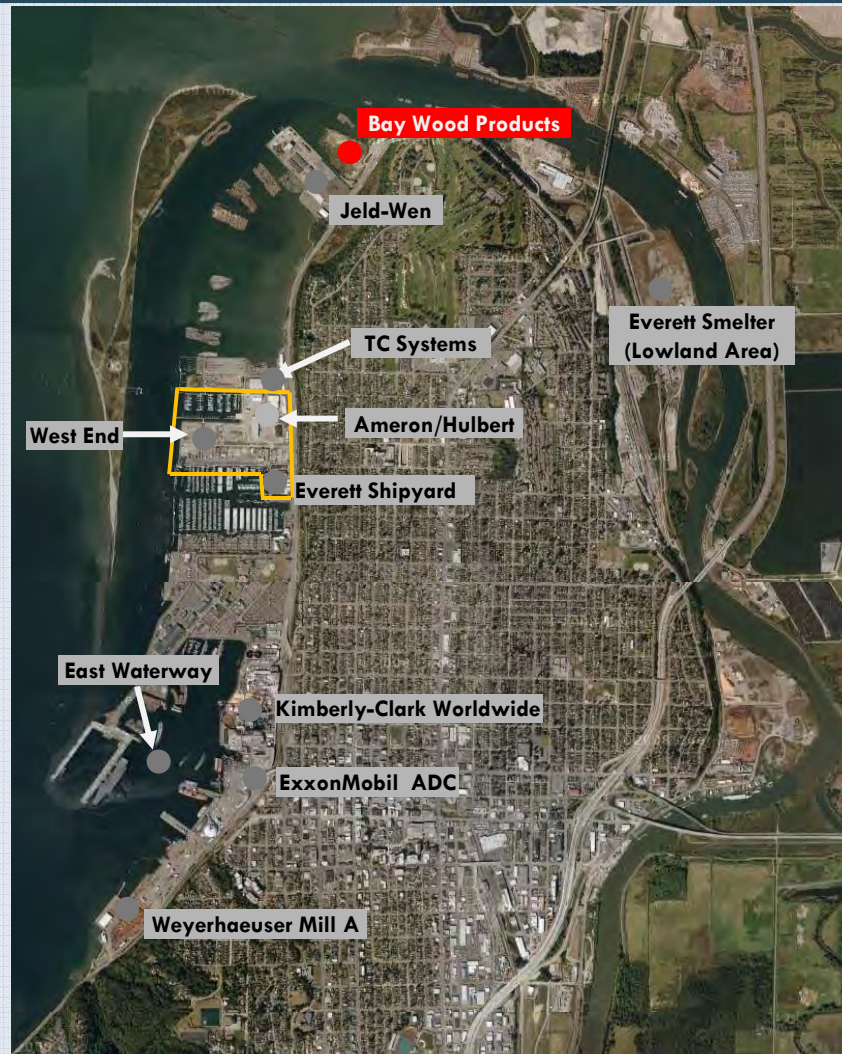 Bay Wood Products
Jeld-Wen
Everett Smelter
(Lowland Area)
TC Systems
Ameron/Hulbert
West End
Everett Shipyard
East Waterway
Kimberly-Clark Worldwide
ExxonMobil ADC
Weyerhaeuser Mill A